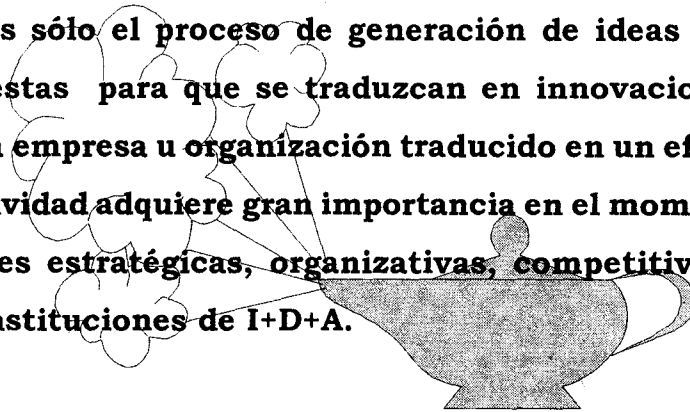 s sólo el proceso de generación de ideas
estas para que se traduzcan en innovacio
empresa u organización traducido en un ef
vidad adquiere gran importancia en el mom
es estratégicas, organizativas, competitiv
stituciones de I+D+A.